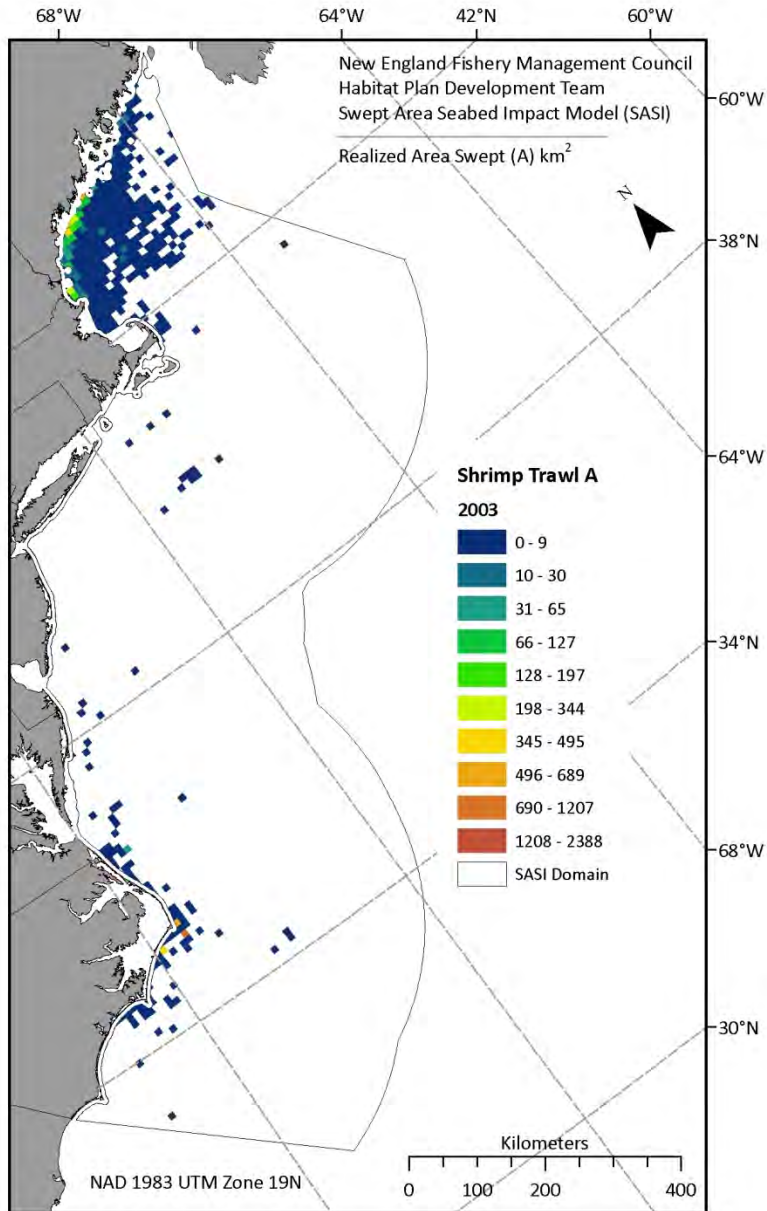 68°W 64°W 42°N 60°W
New England Fishery Management Council
Habitat Plan Development Team
Swept Area Seabed Impact Model (SASI)
Realized Area Swept (A) km²
60°W
N
38°N
64°W
Shrimp Trawl A
2003
0 - 9
10 - 30
31 - 65
34°N
66 - 127
128 - 197
198 - 344
345 - 495
496 - 689
690 - 1207
1208 - 2388
68°W
SASI Domain
30°N
Kilometers
NAD 1983 UTM Zone 19N
0 100 200 400